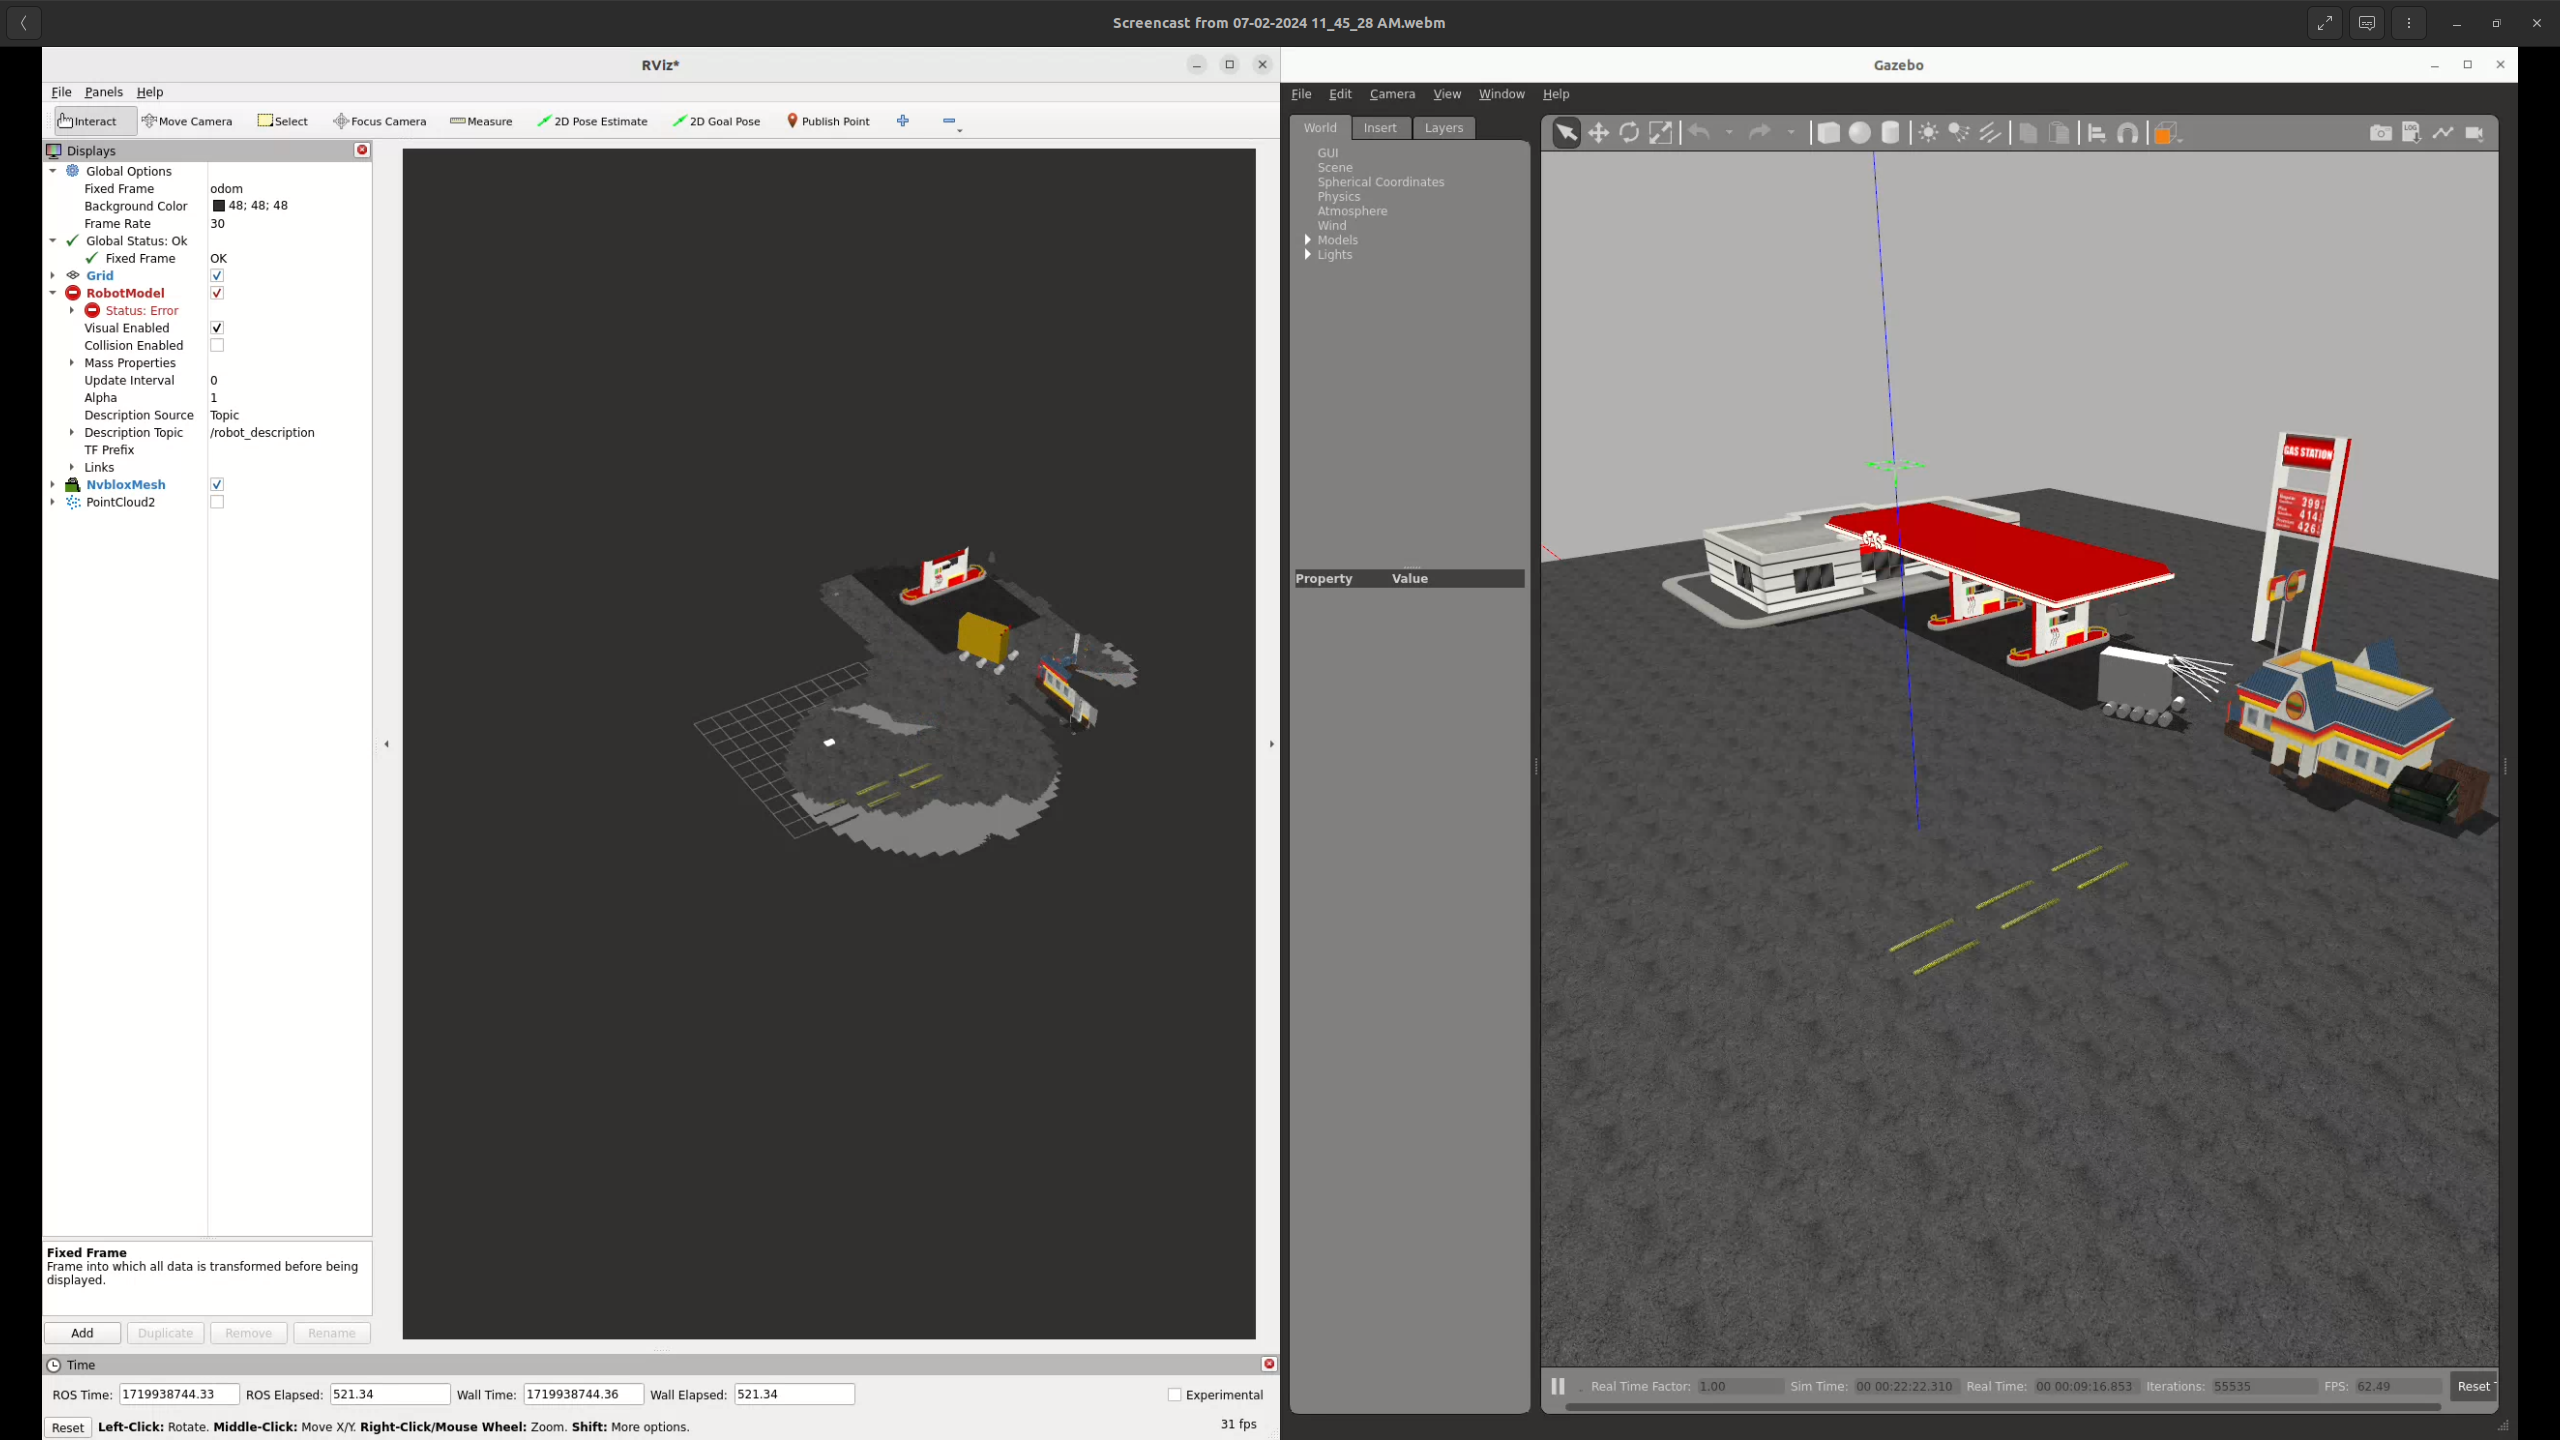 Screencast from 07-02-2024 11_45_28 AM.webm
RViz*
File Panels Help
Interact Move Camera Select Focus Camera Measure 2D Pose Estimate 2D Goal Pose Publish Point
Displays
Global Options
Fixed Frame odom
Background Color 48; 48; 48
Frame Rate 30
Global Status: Ok
Fixed Frame OK
Grid
RobotModel
Status: Error
Visual Enabled
Collision Enabled
Mass Properties
Update Interval 0
Alpha 1
Description Source Topic
Description Topic /robot_description
TF Prefix
Links
NvbloxMesh
PointCloud2
Fixed Frame
Frame into which all data is transformed before being
displayed.
Add Duplicate Remove Rename
Time
ROS Time: 1719938744.33 ROS Elapsed: 521.34 Wall Time: 1719938744.36 Wall Elapsed: 521.34 Experimental
Reset Left-Click: Rotate. Middle-Click: Move X/Y. Right-Click/Mouse Wheel: Zoom. Shift: More options. 31 fps
Gazebo
File Edit Camera View Window Help
World Insert Layers
GUI
Scene
Spherical Coordinates
Physics
Atmosphere
Wind
Models
Lights
Property Value
LOG
GAS STATION
399
414
426
GAS
Real Time Factor: 1.00 Sim Time: 00 00:22:22.310 Real Time: 00 00:09:16.853 Iterations: 55535 FPS: 62.49 Reset